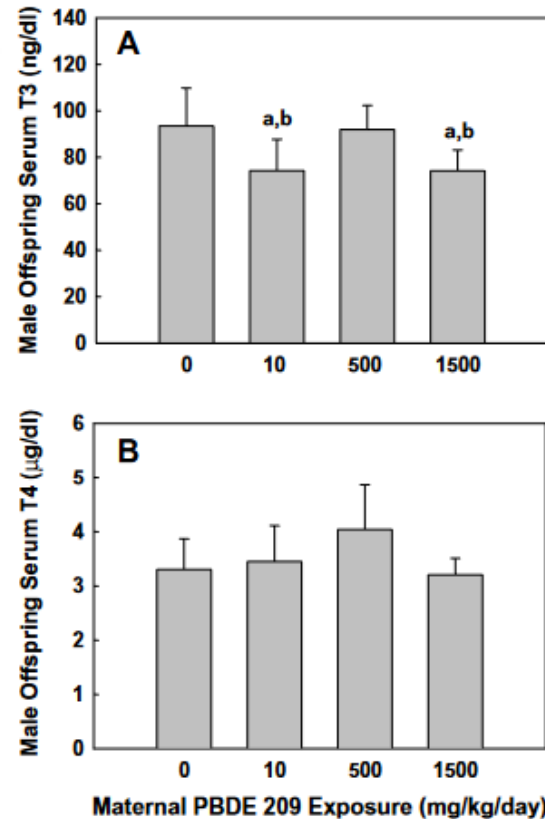 A
Male Offspring Serum T3 (ng/dl)
140
120
100
80
60
40
20
0
a,b
a,b
0 10 500 1500
B
Male Offspring Serum T4 (μg/dl)
6
5
4
3
2
1
0
0 10 500 1500
Maternal PBDE 209 Exposure (mg/kg/day)